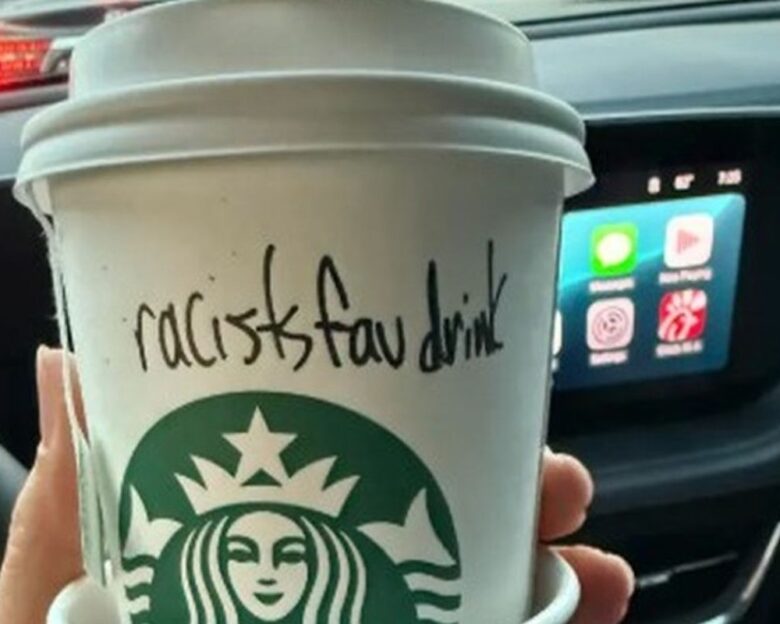 racists fav drink